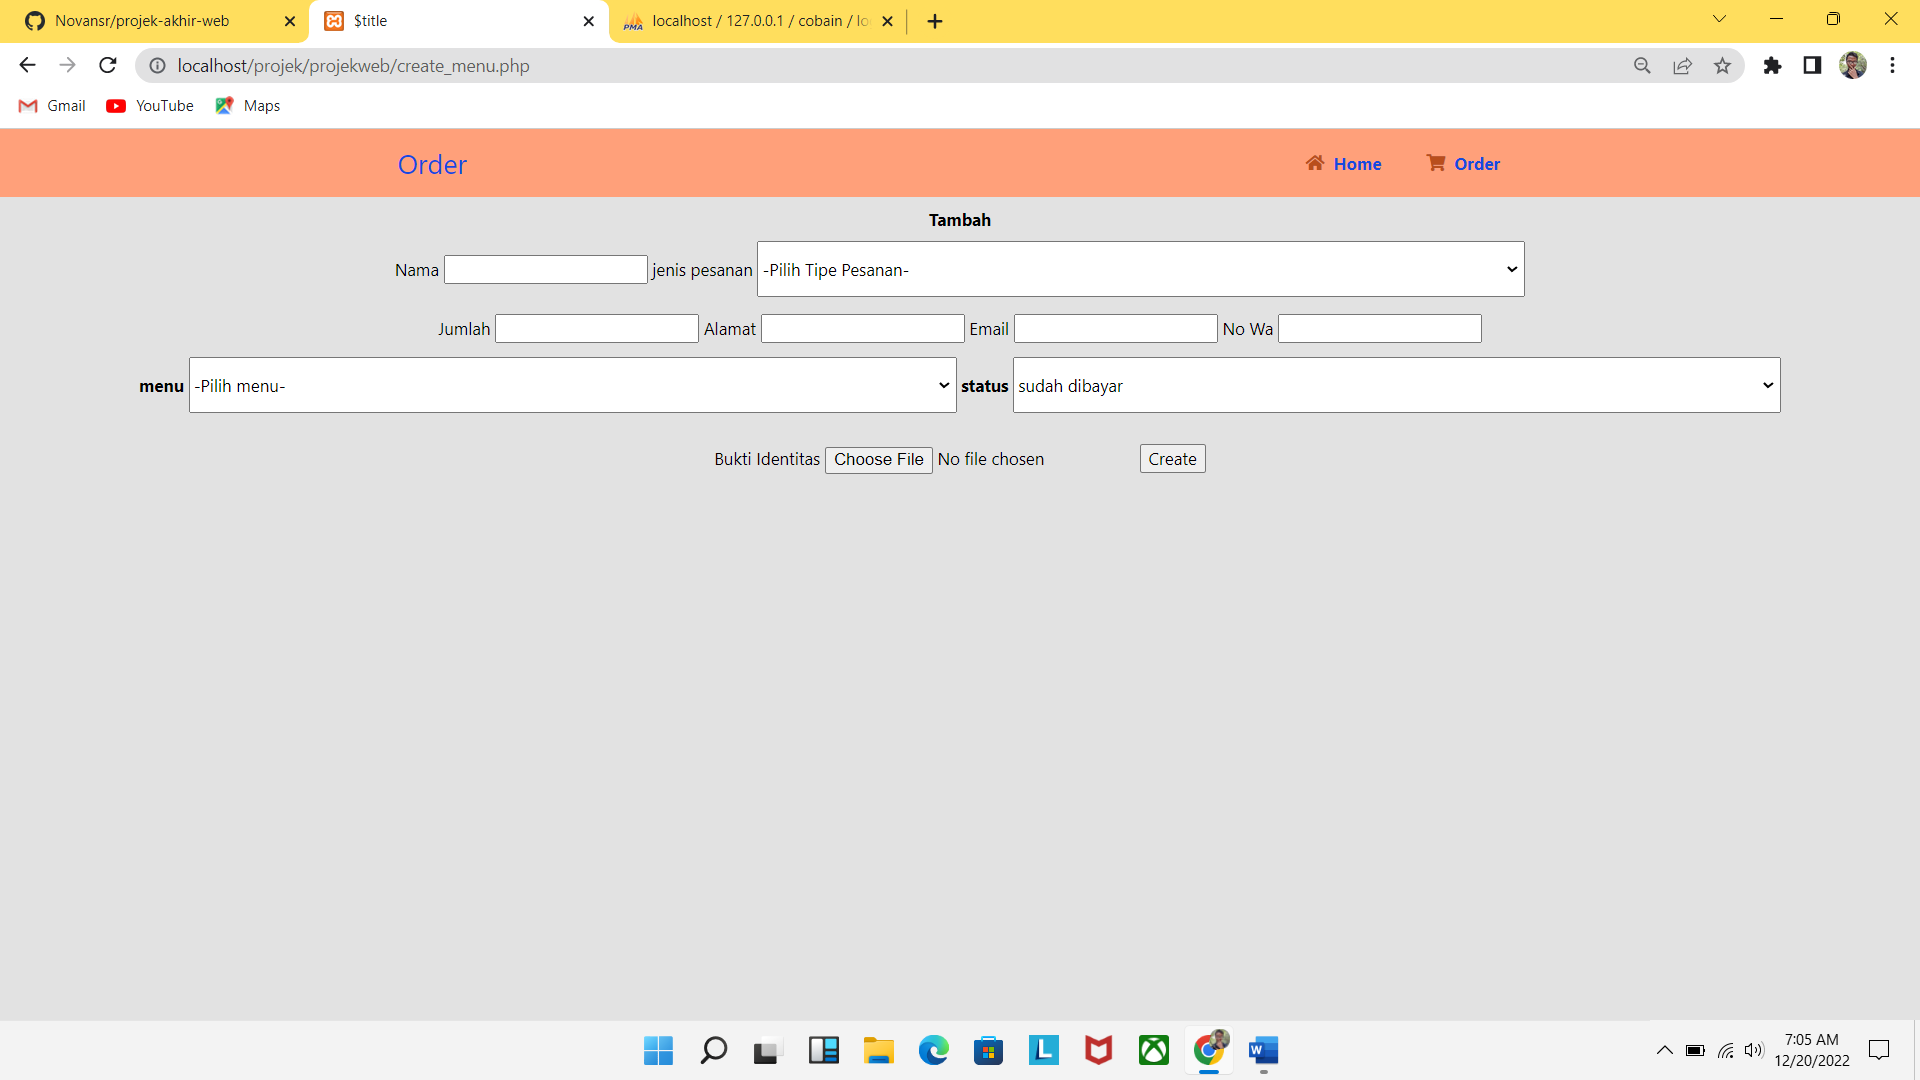 Novansr/projek-akhir-web
$title
localhost / 127.0.0.1 / cobain / lo
localhost/projek/projekweb/create_menu.php
Gmail YouTube Maps
Order Home Order
Tambah
Nama jenis pesanan -Pilih Tipe Pesanan-
Jumlah Alamat Email No Wa
menu -Pilih menu- status sudah dibayar
Bukti Identitas Choose File No file chosen Create
7:05 AM
12/20/2022